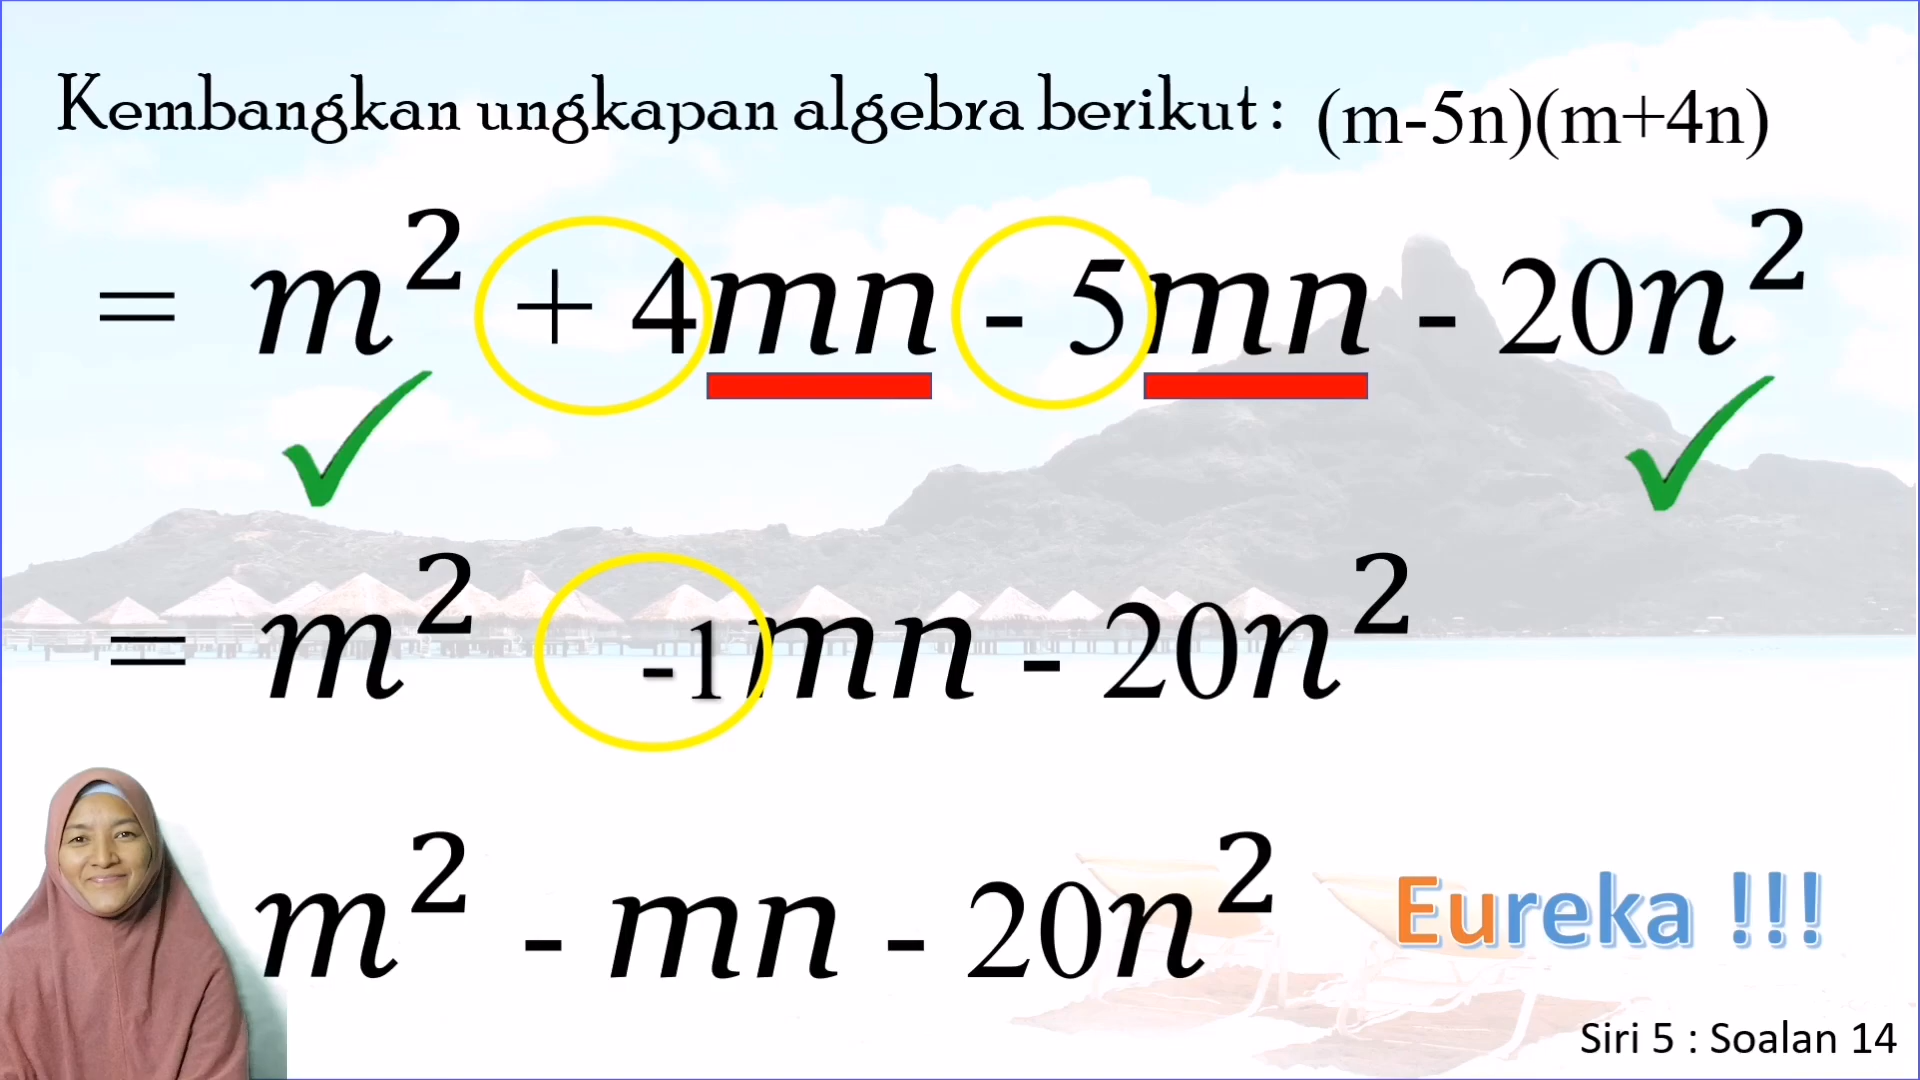 Kembangkan ungkapan algebra berikut : (m-5n)(m+4n)
= m² + 4mn - 5mn - 20n²
= m² -1mn - 20n²
m² - mn - 20n²
Eureka !!!
Siri 5 : Soalan 14